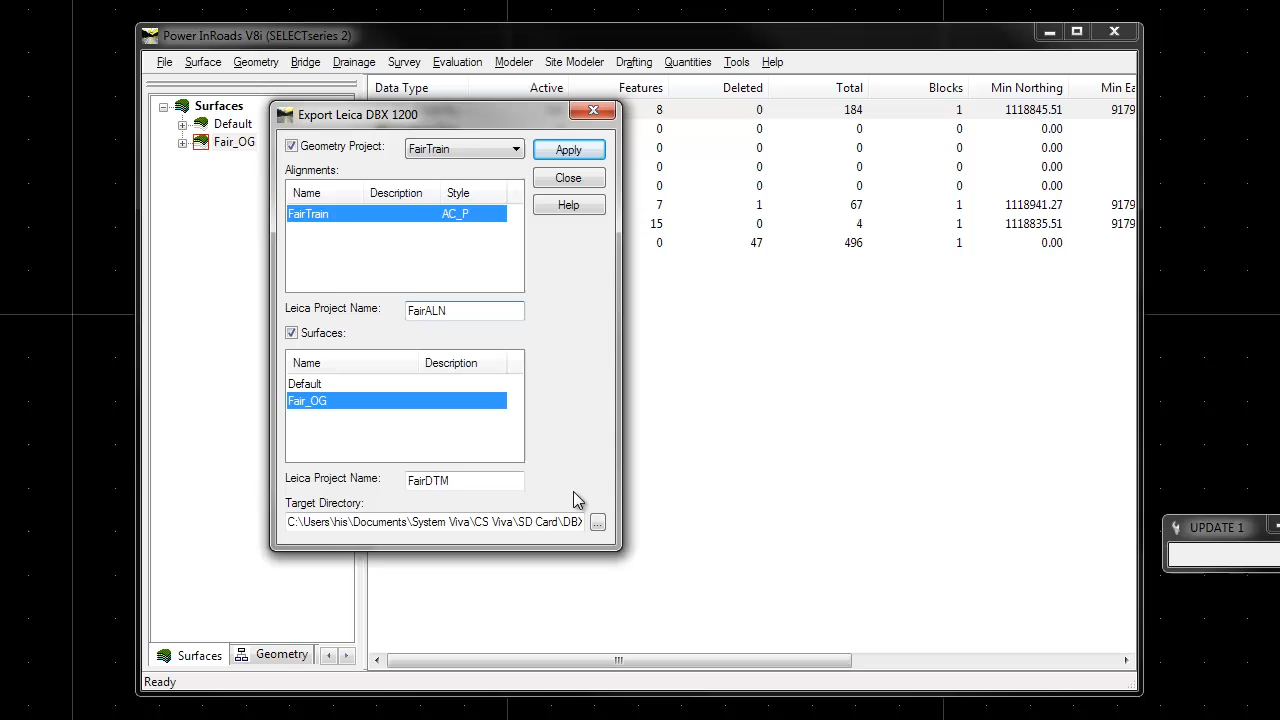 Power InRoads V8i (SELECTseries 2)
File Surface Geometry Bridge Drainage Survey Evaluation Modeler Site Modeler Drafting Quantities Tools Help
Surfaces
Default
Fair_OG
Data Type Active Features Deleted Total Blocks Min Northing Min Ea
8 0 184 1 1118845.51 9179
0 0 0 0 0.00
0 0 0 0 0.00
0 0 0 0 0.00
0 0 0 0 0.00
7 1 67 1 1118941.27 9179
15 0 4 1 1118835.51 9179
0 47 496 1 0.00
Export Leica DBX 1200
Geometry Project: FairTrain
Apply
Alignments:
Close
Name Description Style
Help
FairTrain AC_P
Leica Project Name: FairALN
Surfaces:
Name Description
Default
Fair_OG
Leica Project Name: FairDTM
Target Directory:
C:\Users\his\Documents\System Viva\CS Viva\SD Card\DBX
...
UPDATE 1
Surfaces Geometry
Ready